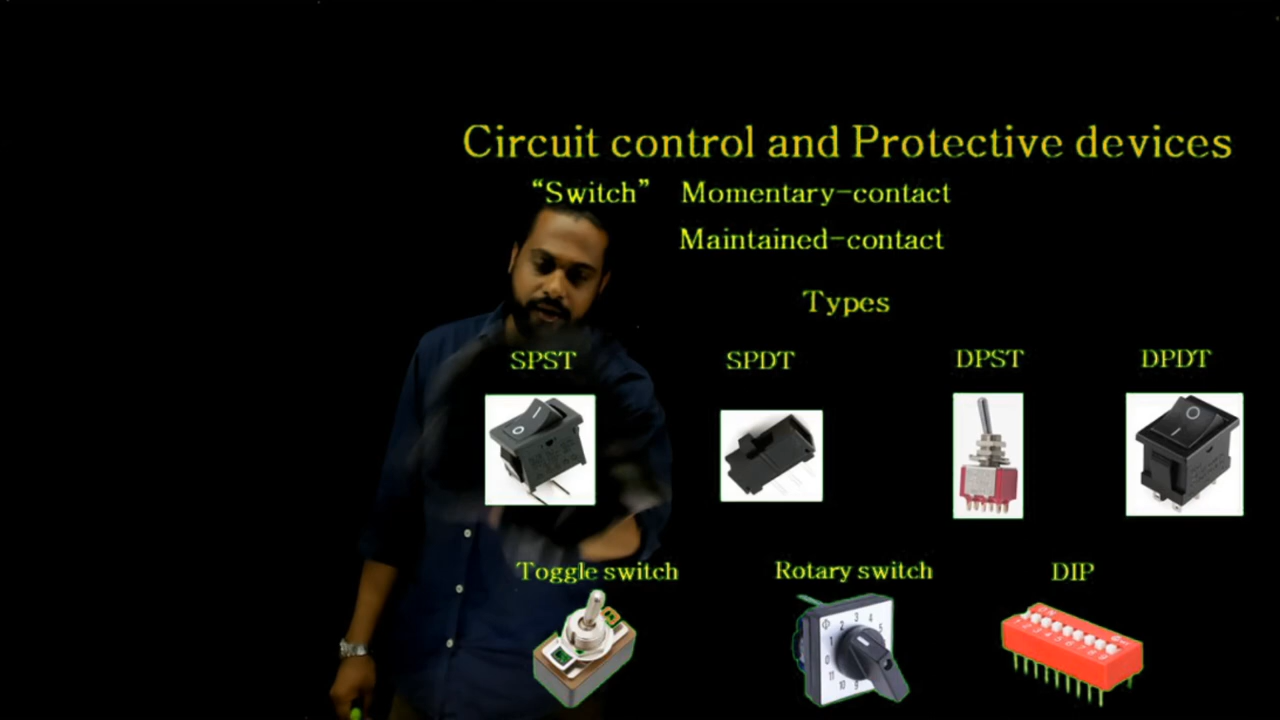 Circuit control and Protective devices
“Switch” Momentary-contact
Maintained-contact
Types
SPST SPDT DPST DPDT
Toggle switch Rotary switch DIP